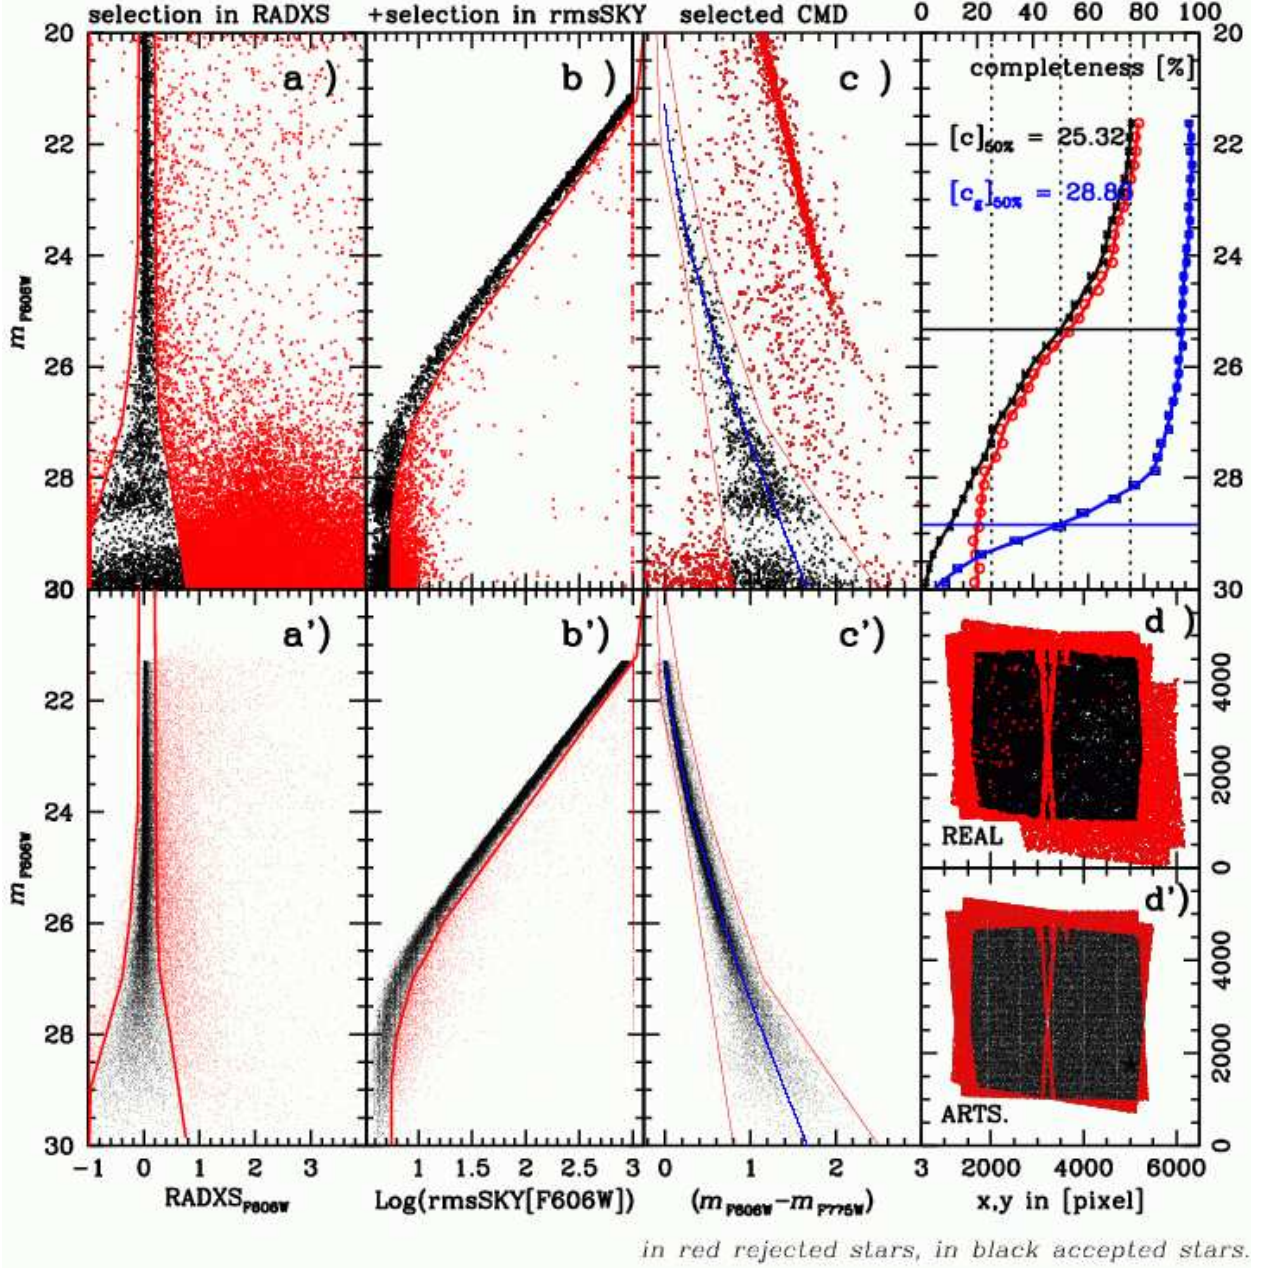 selection in RADXS
+selection in rmsSKY
selected CMD
0 20 40 60 80 100
completeness [%]
a )
b )
c )
[c]50% = 25.32
[cg]50% = 28.8
20
22
24
26
28
30
mF606W
20
22
24
26
28
30
a')
b')
c')
d )
REAL
4000
2000
0
22
24
26
28
30
mF606W
d')
ARTS.
4000
2000
0
-1 0 1 2 3
1 1.5 2 2.5 3
0 1 2 3
2000 4000 6000
RADXSF606W
Log(rmsSKY[F606W])
(mF606W-mF775W)
x,y in [pixel]
in red rejected stars, in black accepted stars.